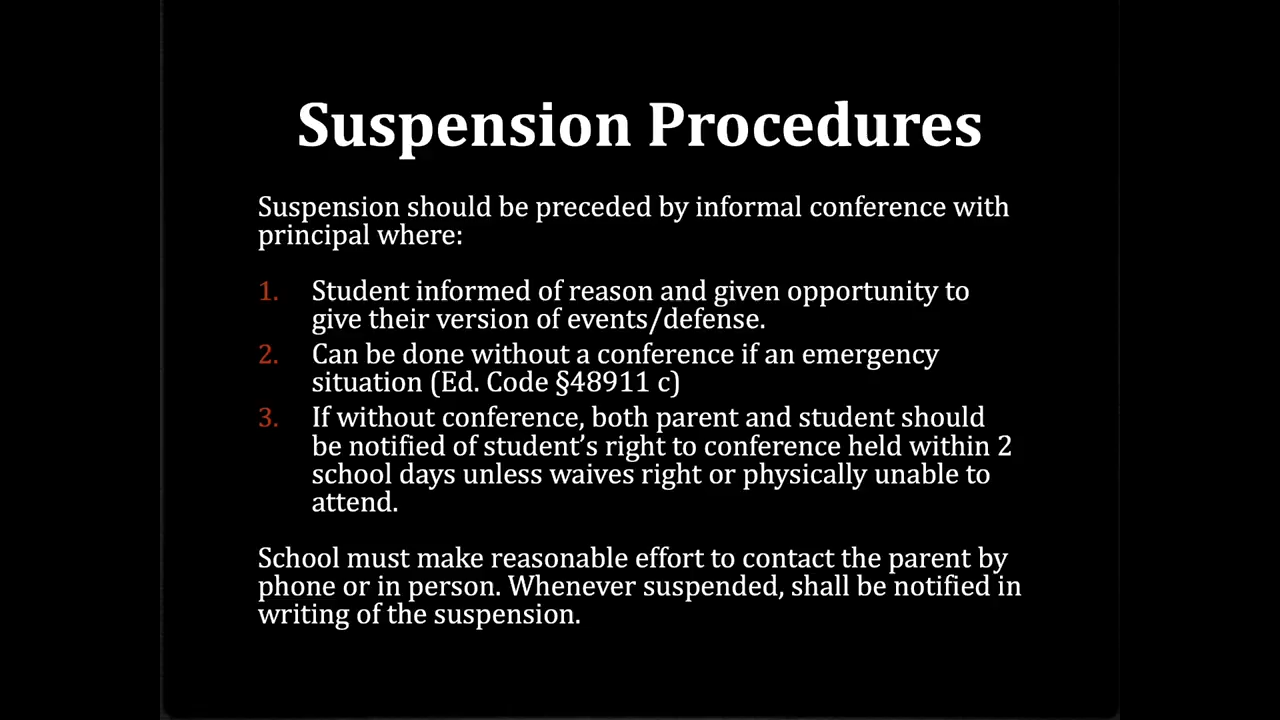 Suspension Procedures
Suspension should be preceded by informal conference with
principal where:
1. Student informed of reason and given opportunity to
give their version of events/defense.
2. Can be done without a conference if an emergency
situation (Ed. Code §48911 c)
3. If without conference, both parent and student should
be notified of student’s right to conference held within 2
school days unless waives right or physically unable to
attend.
School must make reasonable effort to contact the parent by
phone or in person. Whenever suspended, shall be notified in
writing of the suspension.